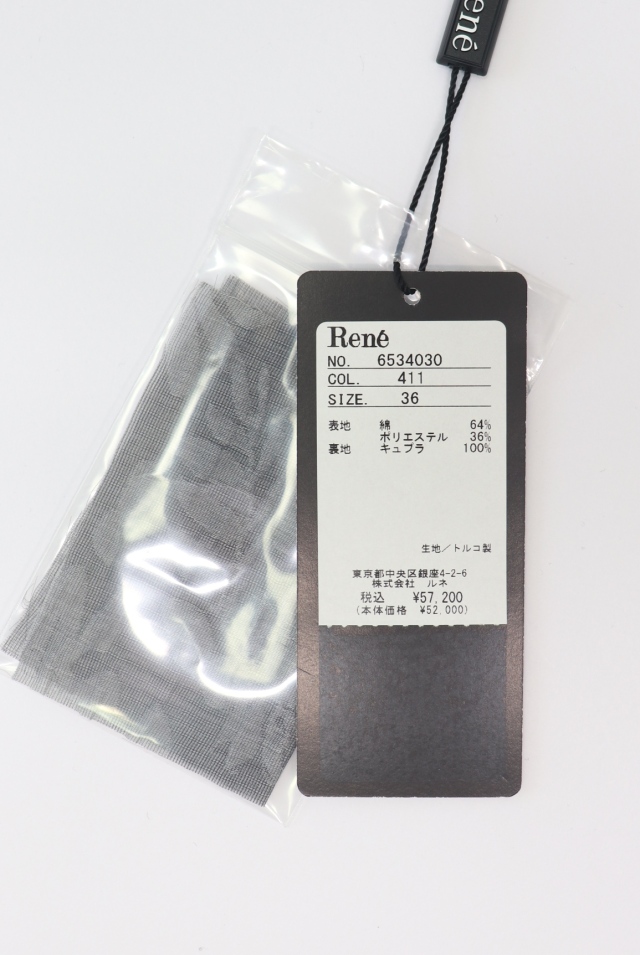 ené
René
NO. 6534030
COL. 411
SIZE. 36
表地 綿 64%
ポリエステル 36%
裏地 キュプラ 100%
生地／トルコ製
東京都中央区銀座4-2-6
株式会社 ルネ
税込 ¥57,200
(本体価格 ¥52,000)